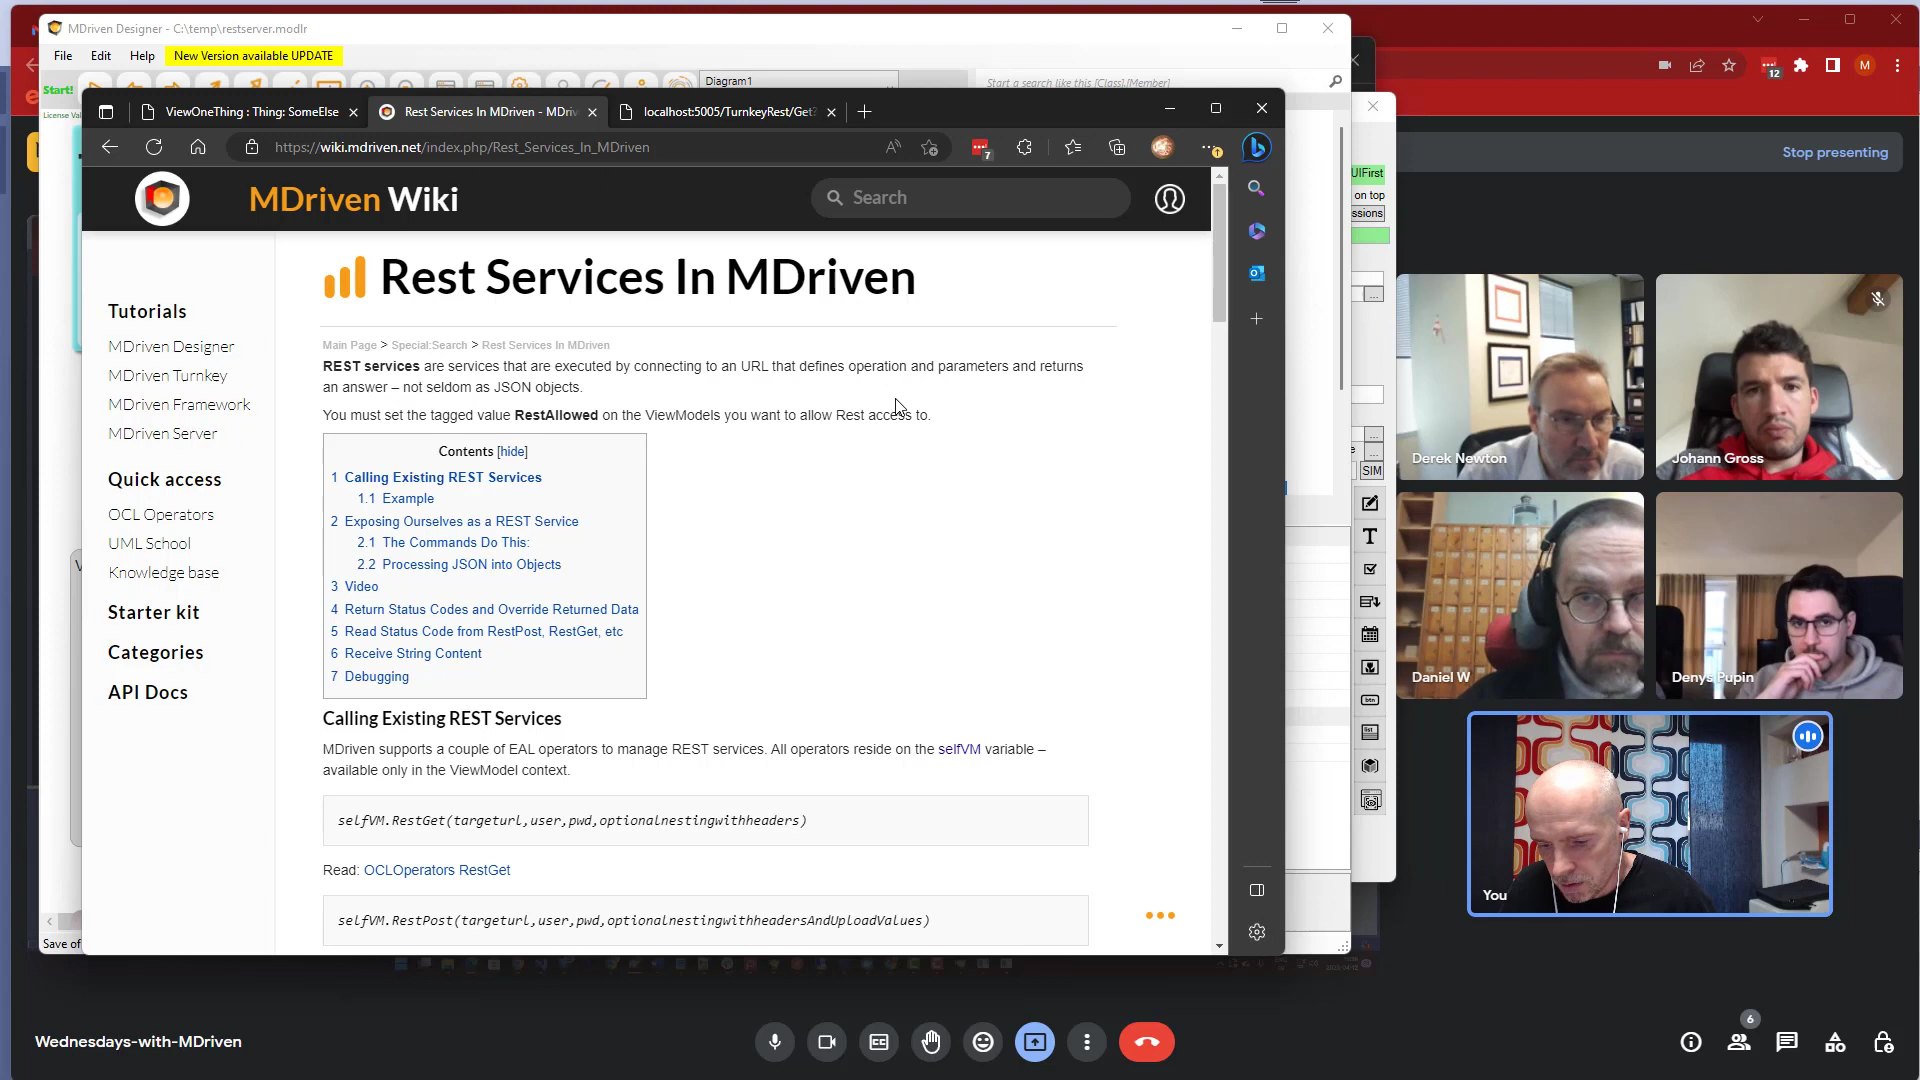 MDriven Designer - C:\temp\restserver.modlr
File Edit Help New Version available UPDATE
Start!
Diagram1
Start a search like this [Class].[Member]
12
M
ViewOneThing : Thing: SomeElse
Rest Services In MDriven - MDriv
localhost:5005/TurnkeyRest/Get?
https://wiki.mdriven.net/index.php/Rest_Services_In_MDriven
7
MDriven Wiki
Search
Stop presenting
UIFirst
on top
ssions
SIM
Rest Services In MDriven
Main Page > Special:Search > Rest Services In MDriven
REST services are services that are executed by connecting to an URL that defines operation and parameters and returns
an answer – not seldom as JSON objects.
You must set the tagged value RestAllowed on the ViewModels you want to allow Rest access to.
Tutorials
MDriven Designer
MDriven Turnkey
MDriven Framework
MDriven Server
Quick access
OCL Operators
UML School
Knowledge base
Starter kit
Categories
API Docs
Contents [hide]
1 Calling Existing REST Services
1.1 Example
2 Exposing Ourselves as a REST Service
2.1 The Commands Do This:
2.2 Processing JSON into Objects
3 Video
4 Return Status Codes and Override Returned Data
5 Read Status Code from RestPost, RestGet, etc
6 Receive String Content
7 Debugging
Calling Existing REST Services
MDriven supports a couple of EAL operators to manage REST services. All operators reside on the selfVM variable –
available only in the ViewModel context.
selfVM.RestGet(targeturl,user,pwd,optionalnestingwithheaders)
Read: OCLOperators RestGet
selfVM.RestPost(targeturl,user,pwd,optionalnestingwithheadersAndUploadValues)
Save of
Derek Newton
Johann Gross
Daniel W
Denys Pupin
You
Wednesdays-with-MDriven
6